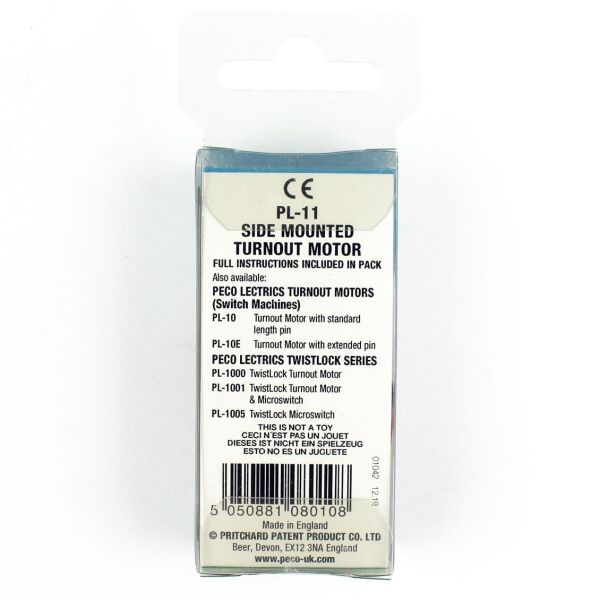 CE
PL-11
SIDE MOUNTED
TURNOUT MOTOR
FULL INSTRUCTIONS INCLUDED IN PACK
Also available:
PECO LECTRICS TURNOUT MOTORS
(Switch Machines)
PL-10 Turnout Motor with standard
length pin
PL-10E Turnout Motor with extended pin
PECO LECTRICS TWISTLOCK SERIES
PL-1000 TwistLock Turnout Motor
PL-1001 TwistLock Turnout Motor
& Microswitch
PL-1005 TwistLock Microswitch
THIS IS NOT A TOY
CECI N'EST PAS UN JOUET
DIESES IST NICHT EIN SPIELZEUG
ESTO NO ES UN JUGUETE
01042 12.19
5 050881 080108
Made in England
© PRITCHARD PATENT PRODUCT CO. LTD
Beer, Devon, EX12 3NA England
www.peco-uk.com